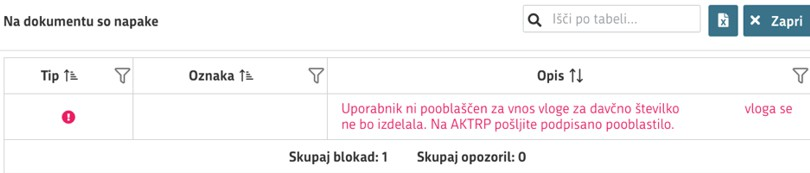 Na dokumentu so napake
Išči po tabeli...
Zapri
Tip
Oznaka
Opis
Uporabnik ni pooblaščen za vnos vloge za davčno številko vloga se
ne bo izdelala. Na AKTRP pošljite podpisano pooblastilo.
Skupaj blokad: 1 Skupaj opozoril: 0